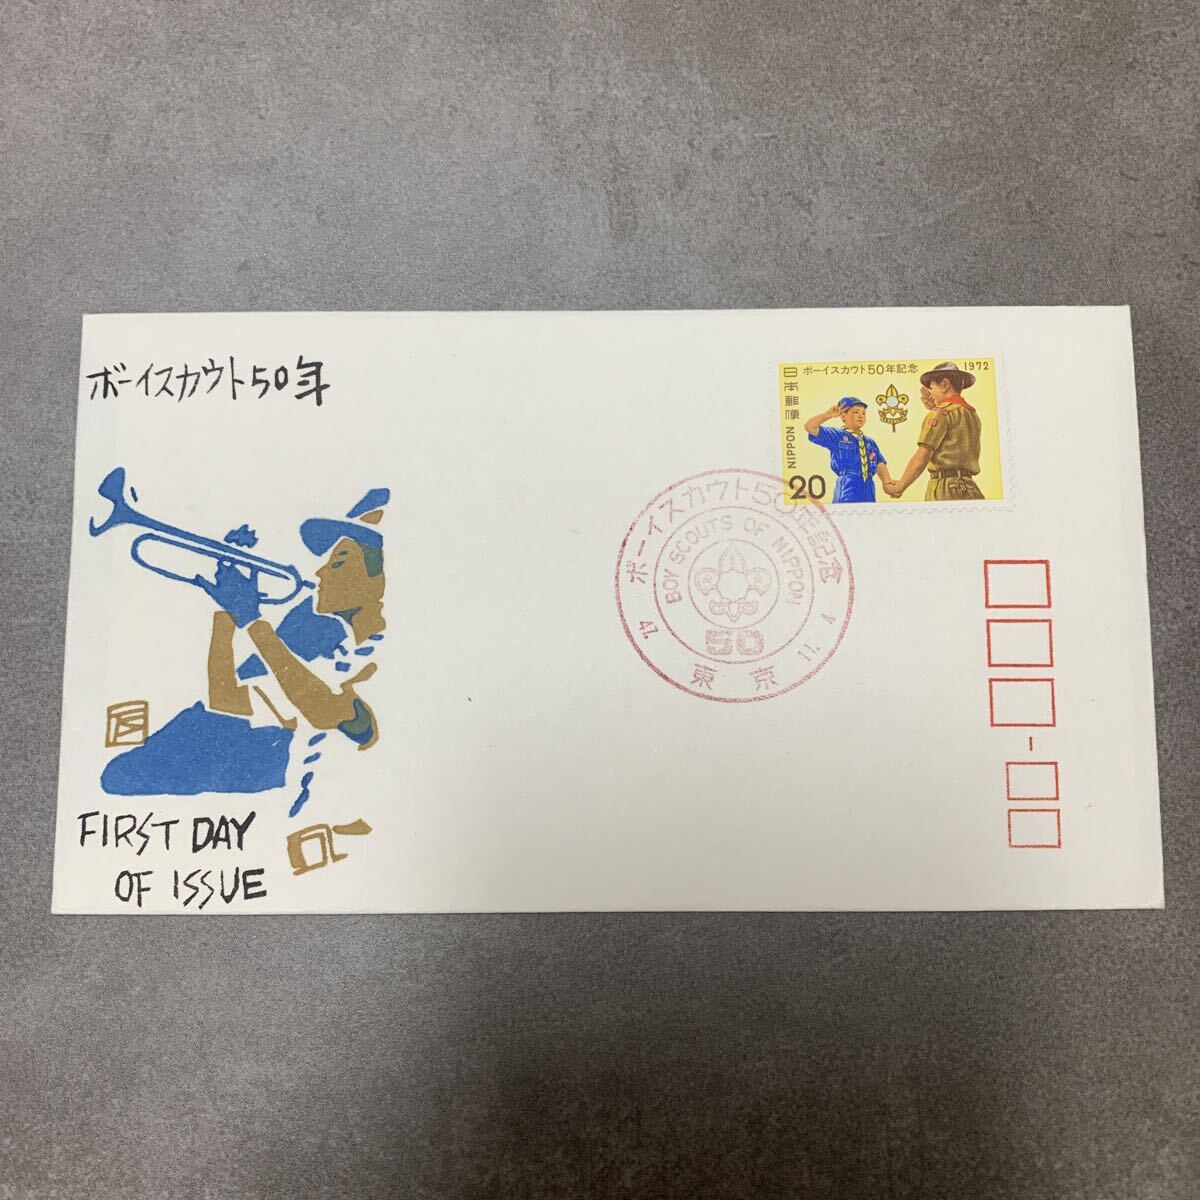 ボーイスカウト50年
FIRST DAY
OF ISSUE
ボーイスカウト50年記念
1972
日本郵便
NIPPON
20
ボーイスカウト50年記念
BOY SCOUTS OF NIPPON
50
47. 11. 4
東京